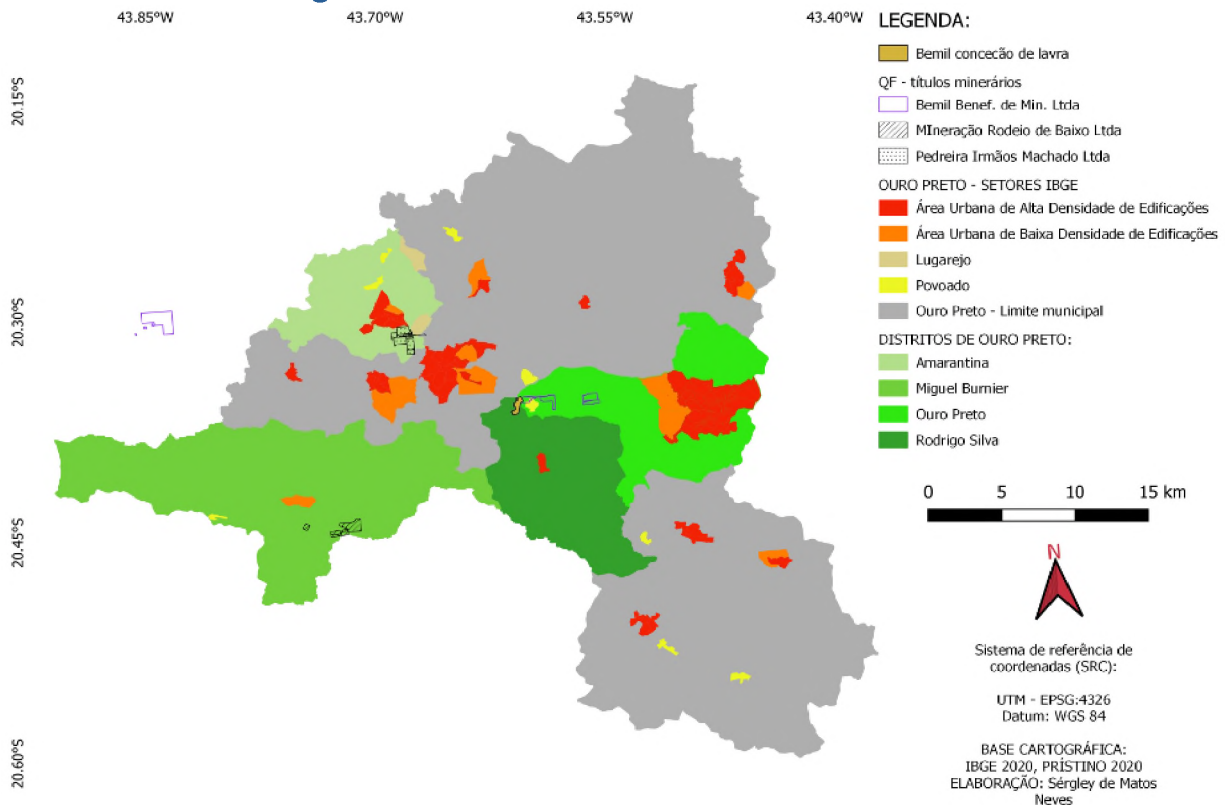 43.85°W 43.70°W 43.55°W 43.40°W
20.15°S
20.30°S
20.45°S
20.60°S
LEGENDA:
Bemil conceção de lavra
QF - títulos minerários
Bemil Benef. de Min. Ltda
MIneração Rodeio de Baixo Ltda
Pedreira Irmãos Machado Ltda
OURO PRETO - SETORES IBGE
Área Urbana de Alta Densidade de Edificações
Área Urbana de Baixa Densidade de Edificações
Lugarejo
Povoado
Ouro Preto - Limite municipal
DISTRITOS DE OURO PRETO:
Amarantina
Miguel Burnier
Ouro Preto
Rodrigo Silva
0 5 10 15 km
N
Sistema de referência de
coordenadas (SRC):
UTM - EPSG:4326
Datum: WGS 84
BASE CARTOGRÁFICA:
IBGE 2020, PRÍSTINO 2020
ELABORAÇÃO: Sérgley de Matos
Neves